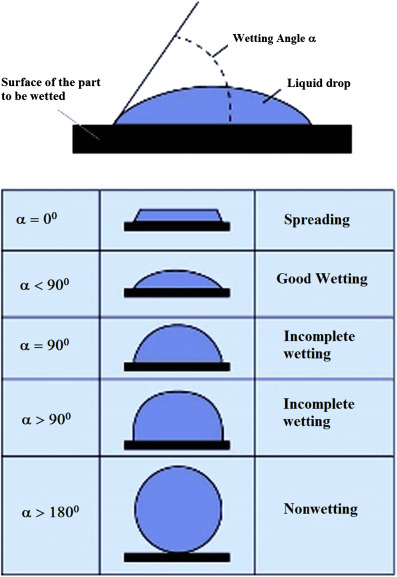 Wetting Angle α
Surface of the part
to be wetted
Liquid drop
α = 0⁰
Spreading
α < 90⁰
Good Wetting
α = 90⁰
Incomplete
wetting
α > 90⁰
Incomplete
wetting
α > 180⁰
Nonwetting